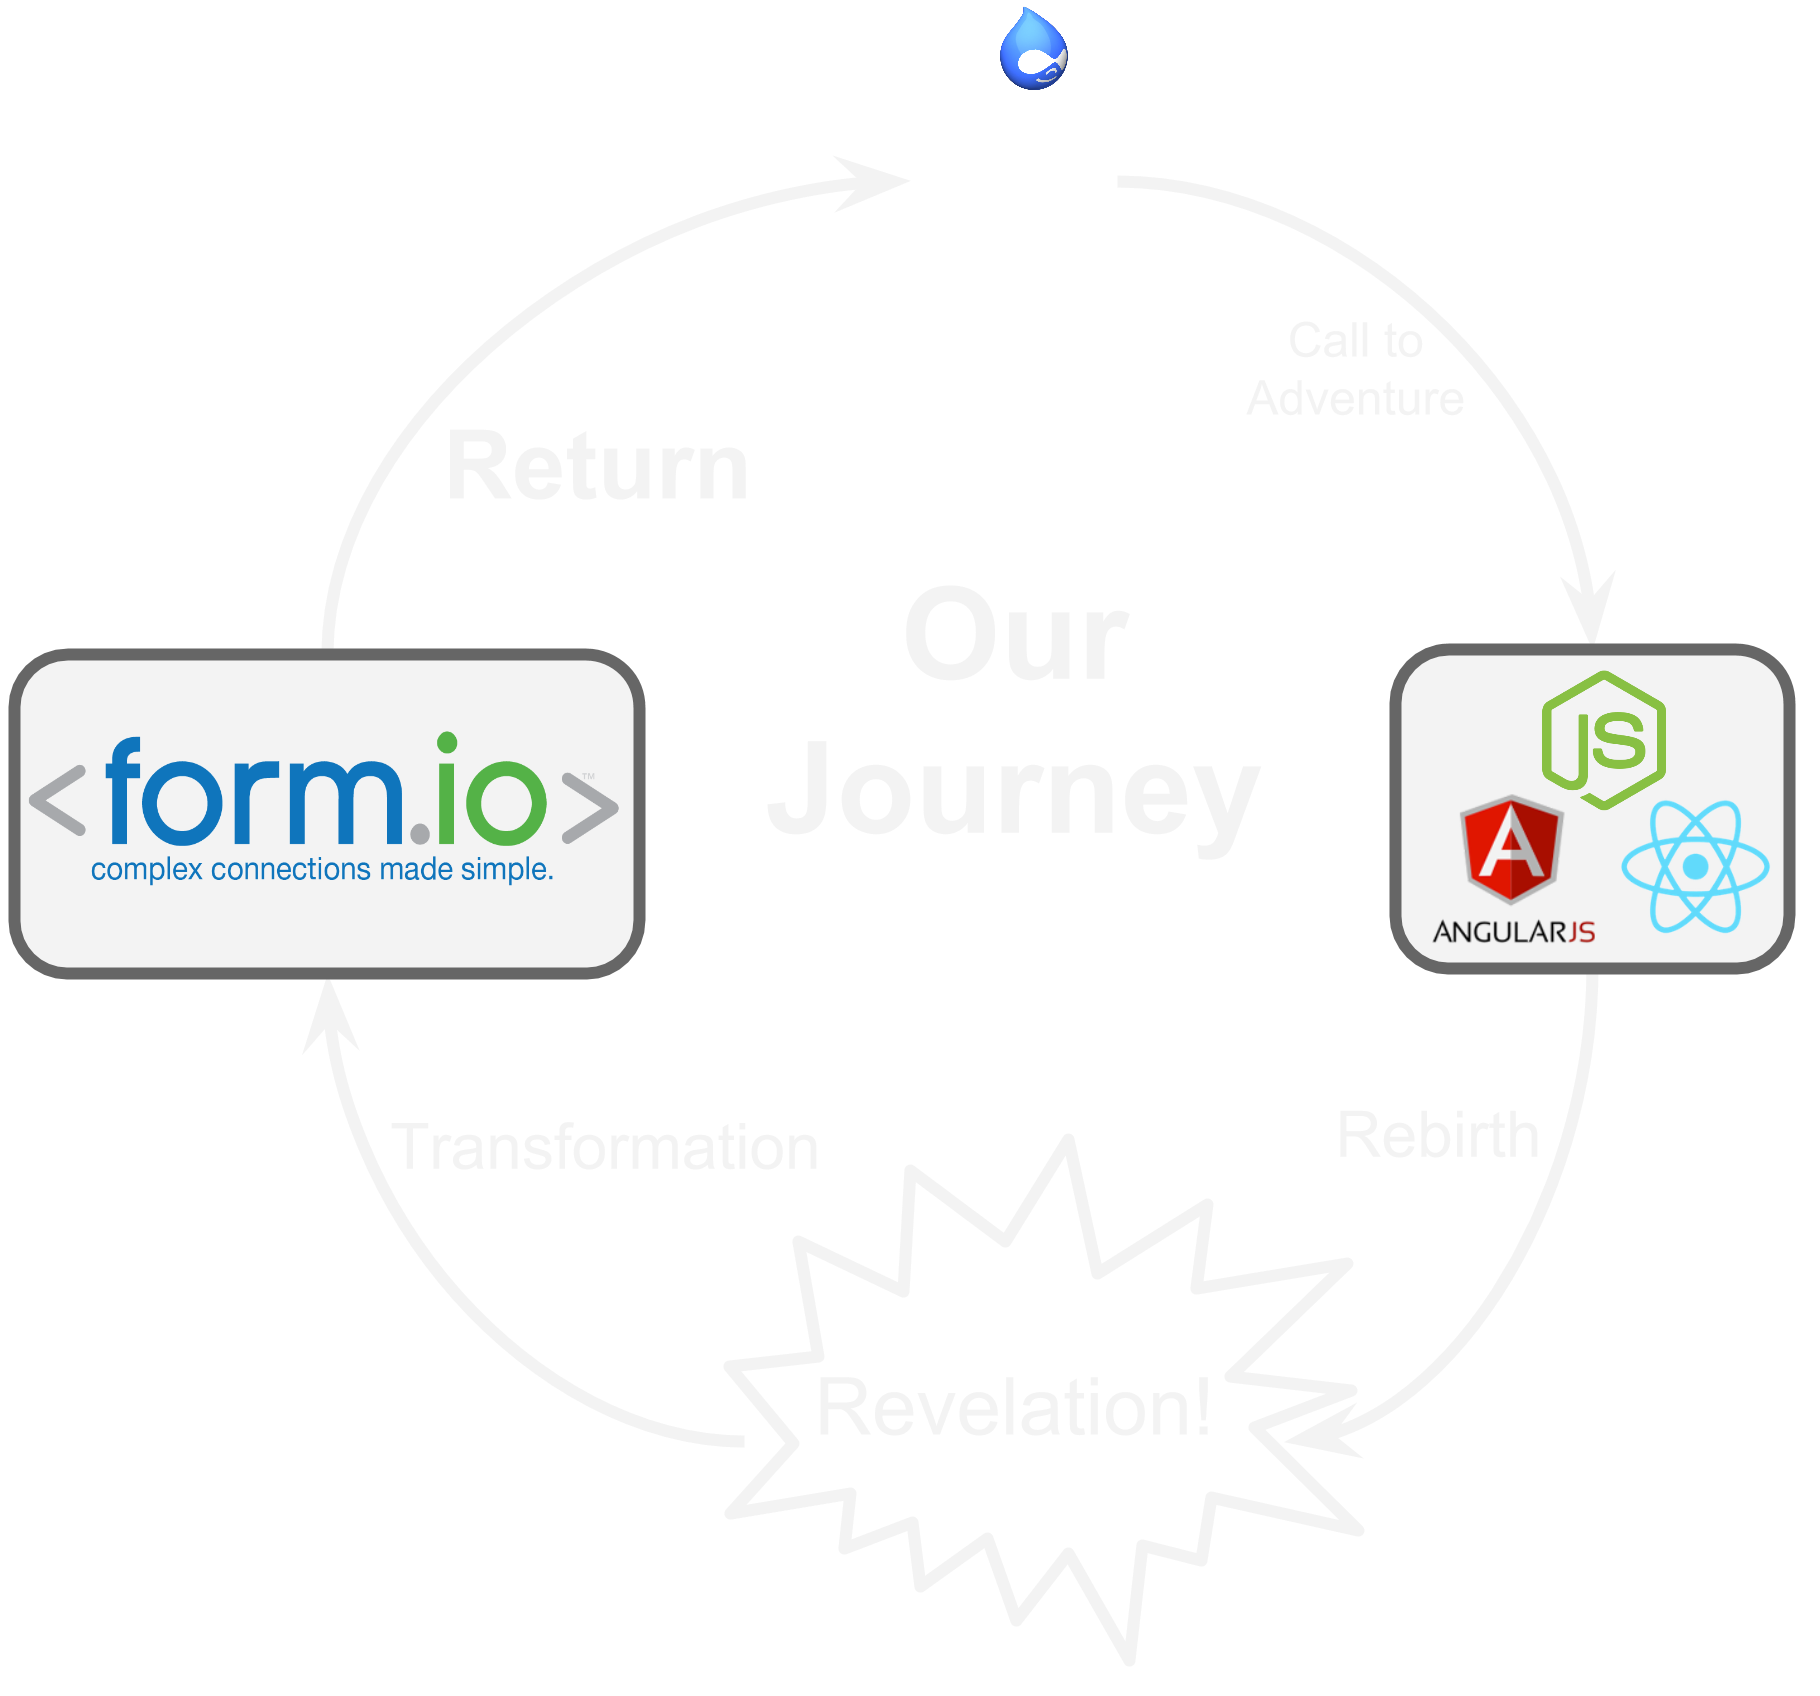 Call to
Adventure
Return
Our
Journey
<form.io>™
complex connections made simple.
JS
A
ANGULARJS
Transformation
Rebirth
Revelation!